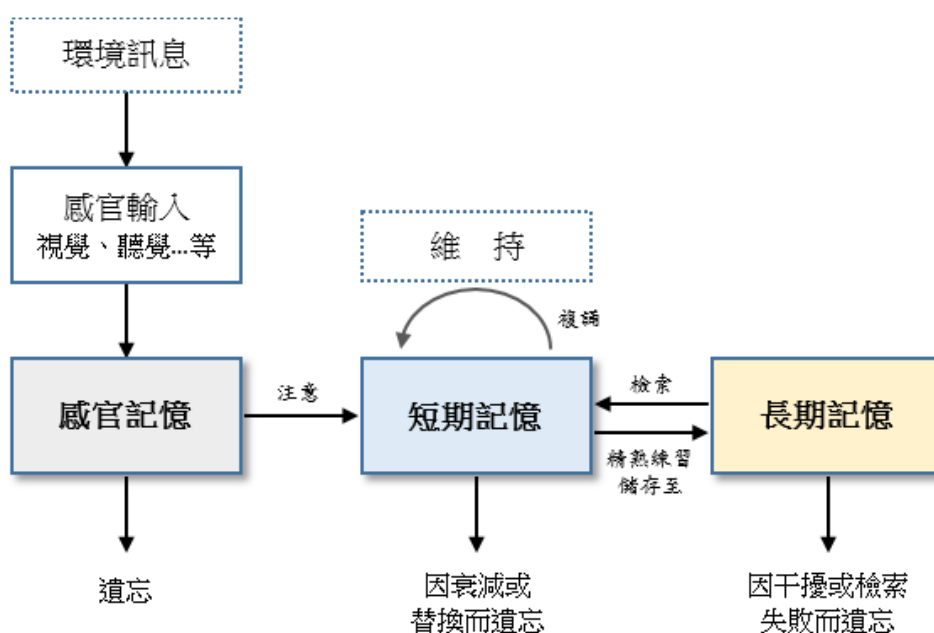 環境訊息
感官輸入
視覺、聽覺...等
維 持
複誦
感官記憶
注意
短期記憶
檢索
長期記憶
精熟練習
儲存至
遺忘
因衰減或
替換而遺忘
因干擾或檢索
失敗而遺忘